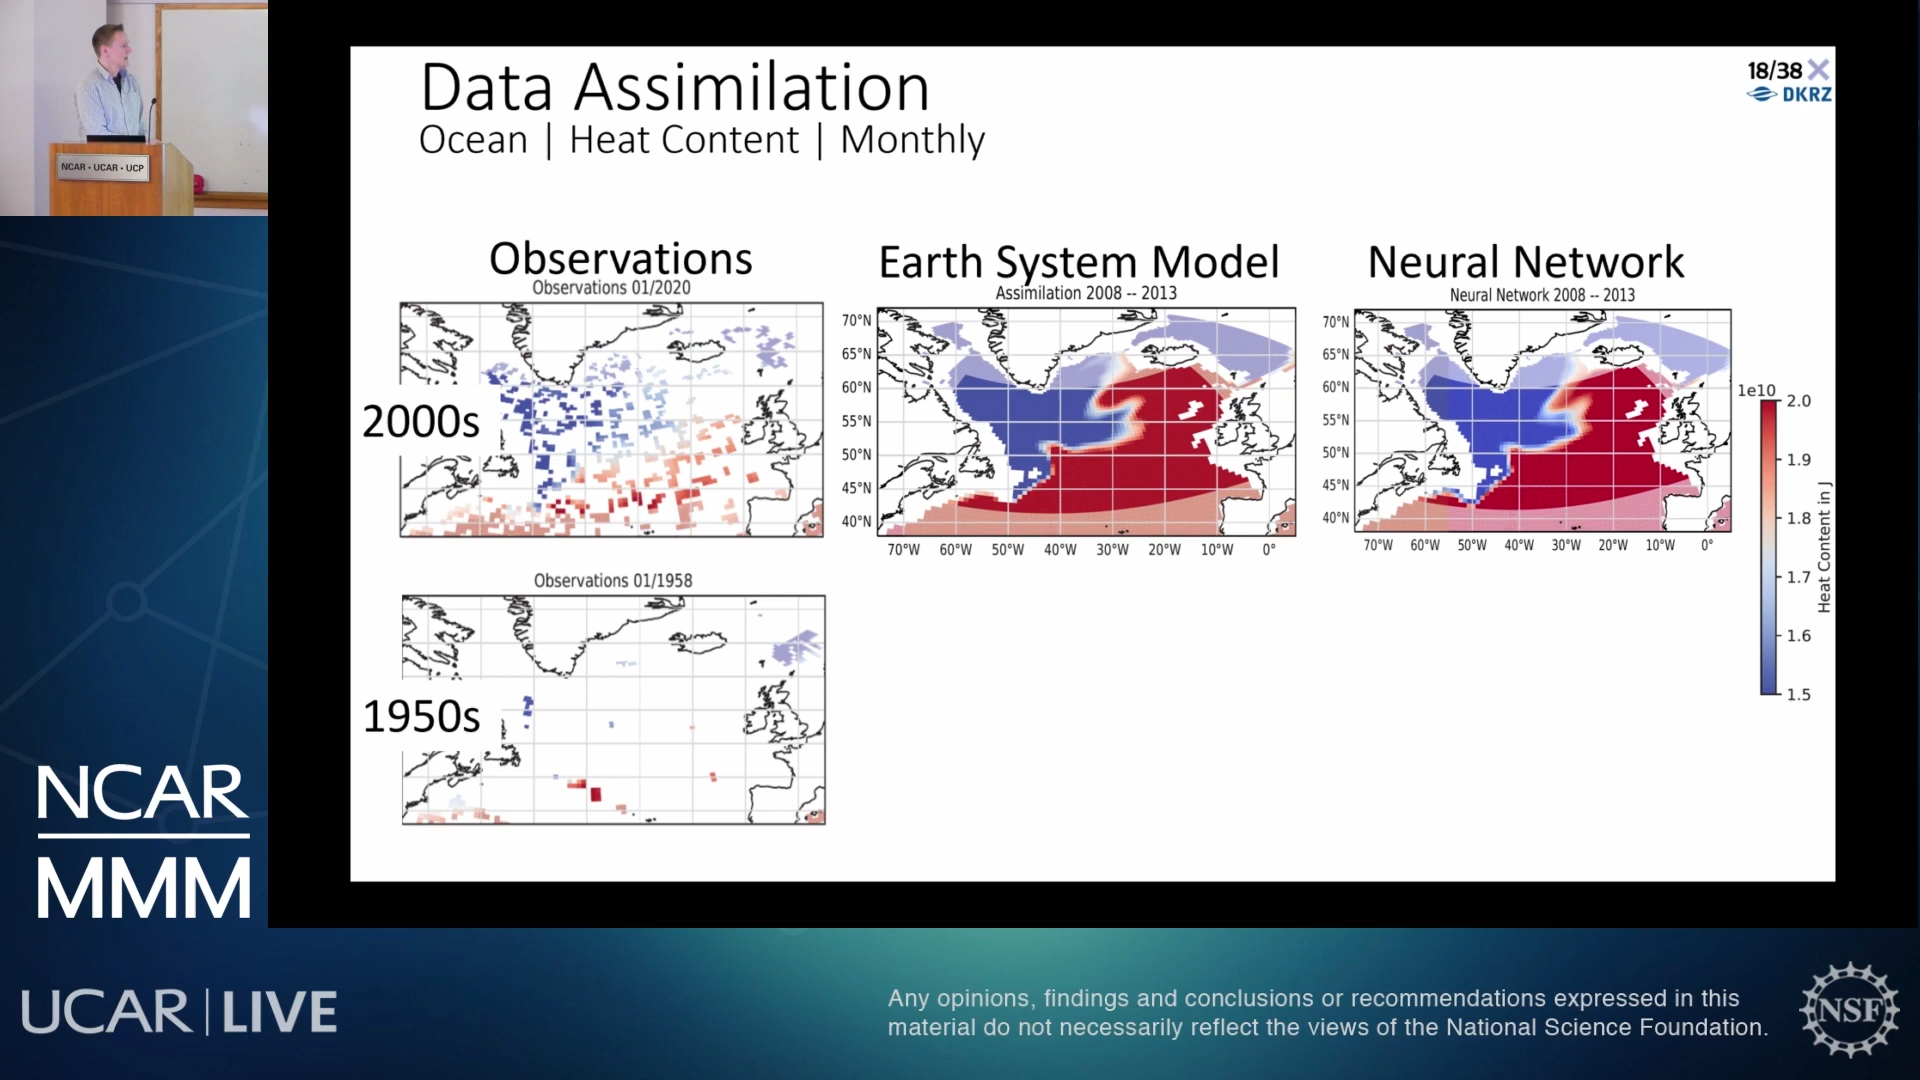 NCAR • UCAR • UCP
Data Assimilation
Ocean | Heat Content | Monthly
18/38
DKRZ
Observations
Observations 01/2020
2000s
Earth System Model
Assimilation 2008 -- 2013
70°N
65°N
60°N
55°N
50°N
45°N
40°N
70°W 60°W 50°W 40°W 30°W 20°W 10°W 0°
Neural Network
Neural Network 2008 -- 2013
70°N
65°N
60°N
55°N
50°N
45°N
40°N
70°W 60°W 50°W 40°W 30°W 20°W 10°W 0°
1e10
2.0
1.9
1.8
1.7
1.6
1.5
Heat Content in J
Observations 01/1958
1950s
NCAR
MMM
UCAR | LIVE
Any opinions, findings and conclusions or recommendations expressed in this
material do not necessarily reflect the views of the National Science Foundation.
NSF